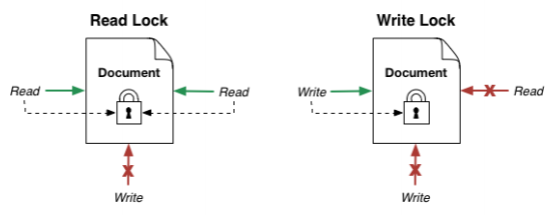 Read Lock
Write Lock
Document
Read
Read
Write
Document
Write
Read
Write